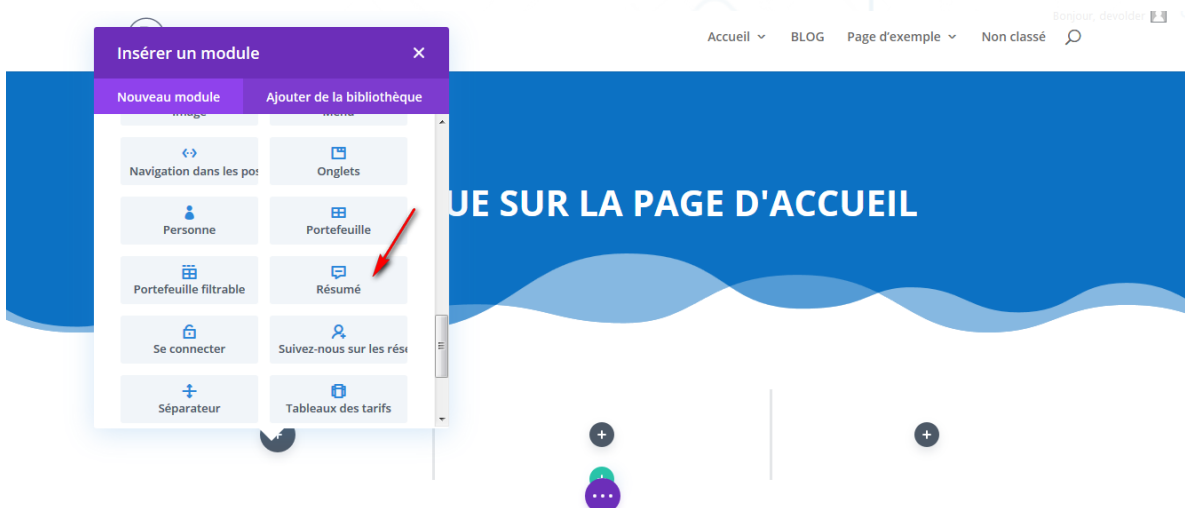 Bonjour, devolder
Accueil BLOG Page d'exemple Non classé
Insérer un module
Nouveau module Ajouter de la bibliothèque
Image Menu
Navigation dans les pos Onglets
UE SUR LA PAGE D'ACCUEIL
Personne Portefeuille
Portefeuille filtrable Résumé
Se connecter Suivez-nous sur les rése
Séparateur Tableaux des tarifs